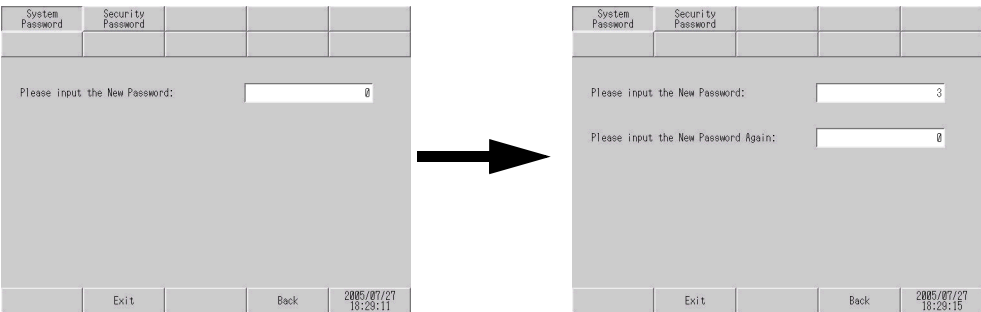 System Password
Security Password
Please input the New Password:
0
Exit
Back
2005/07/27
18:29:11
System Password
Security Password
Please input the New Password:
3
Please input the New Password Again:
0
Exit
Back
2005/07/27
18:29:15